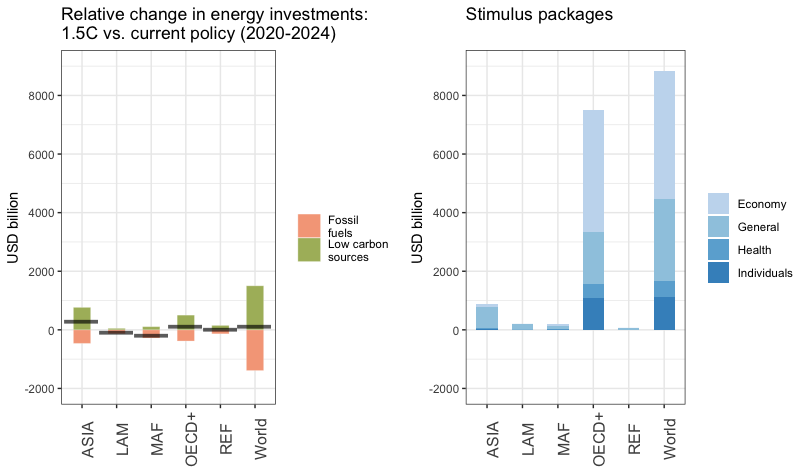 Relative change in energy investments:
1.5C vs. current policy (2020-2024)
USD billion
8000
6000
4000
2000
0
-2000
ASIA
LAM
MAF
OECD+
REF
World
Fossil
fuels
Low carbon
sources
Stimulus packages
USD billion
8000
6000
4000
2000
0
-2000
ASIA
LAM
MAF
OECD+
REF
World
Economy
General
Health
Individuals